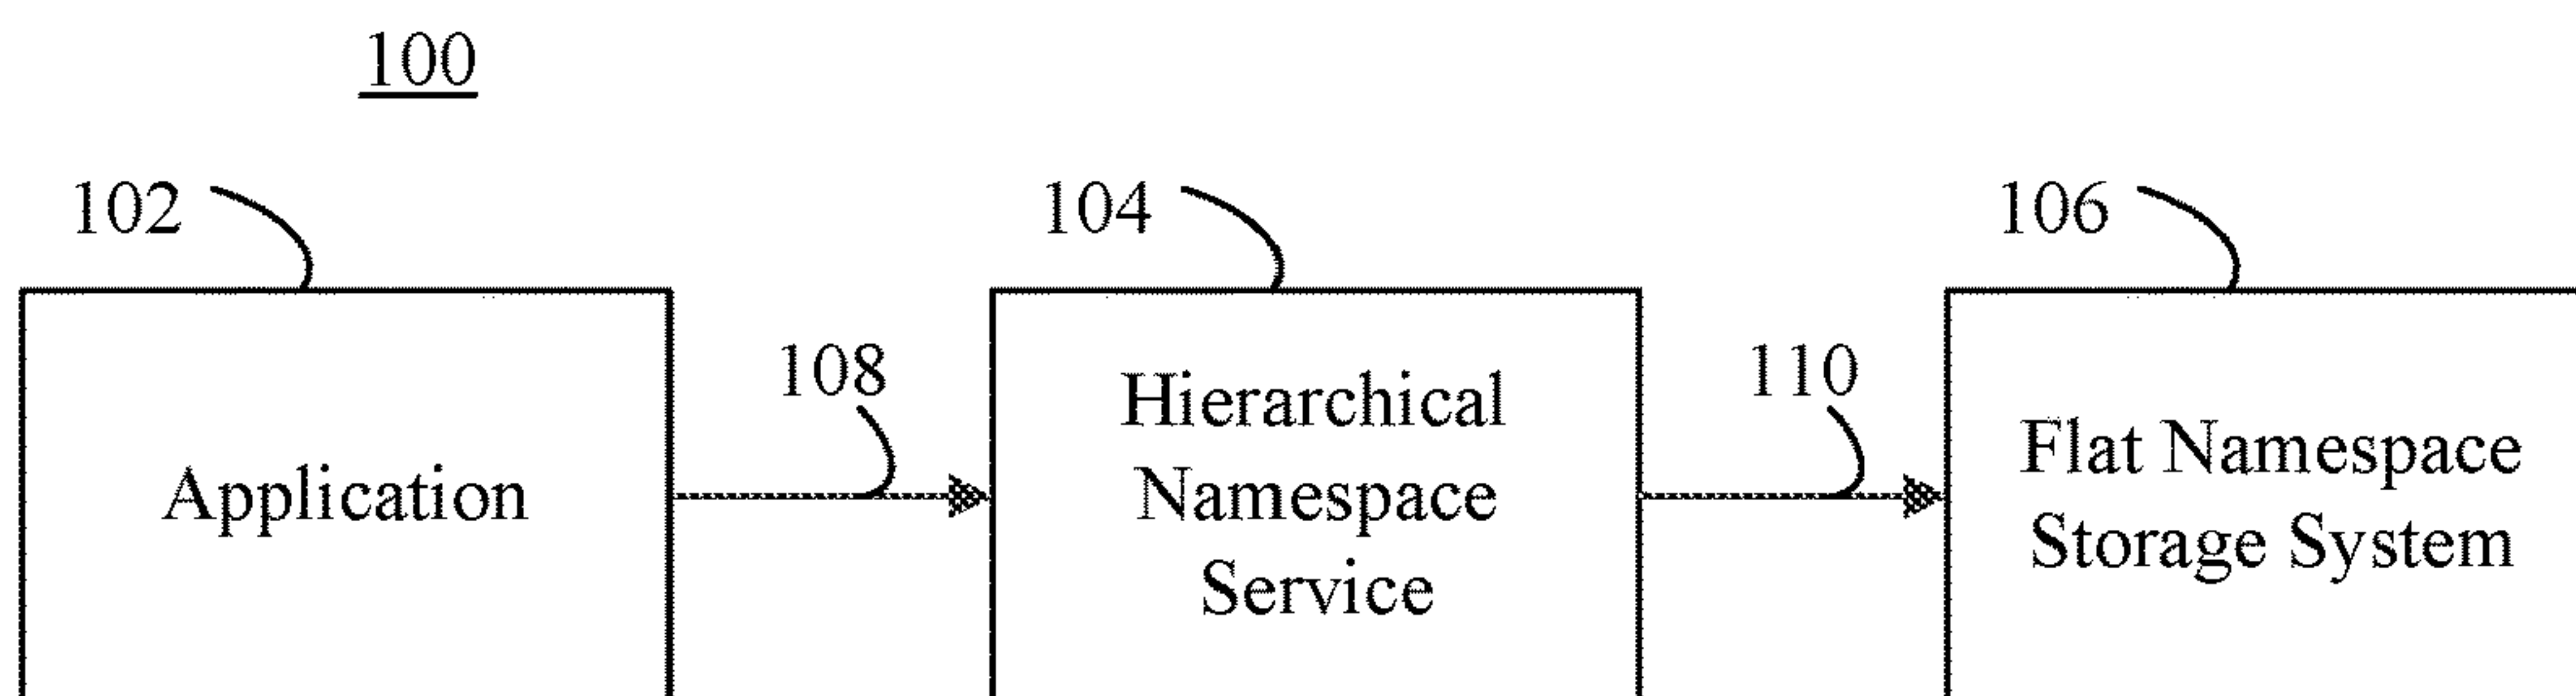 100
102
104
106
108
110
Application
Hierarchical
Namespace
Service
Flat Namespace
Storage System